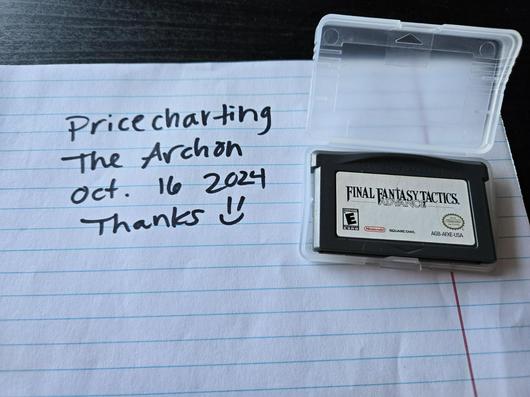 Pricecharting
The Archon
Oct. 16 2024
Thanks
FINAL FANTASY TACTICS
ADVANCE
E
Nintendo
SQUARE ENIX
AGB-AFXE-USA